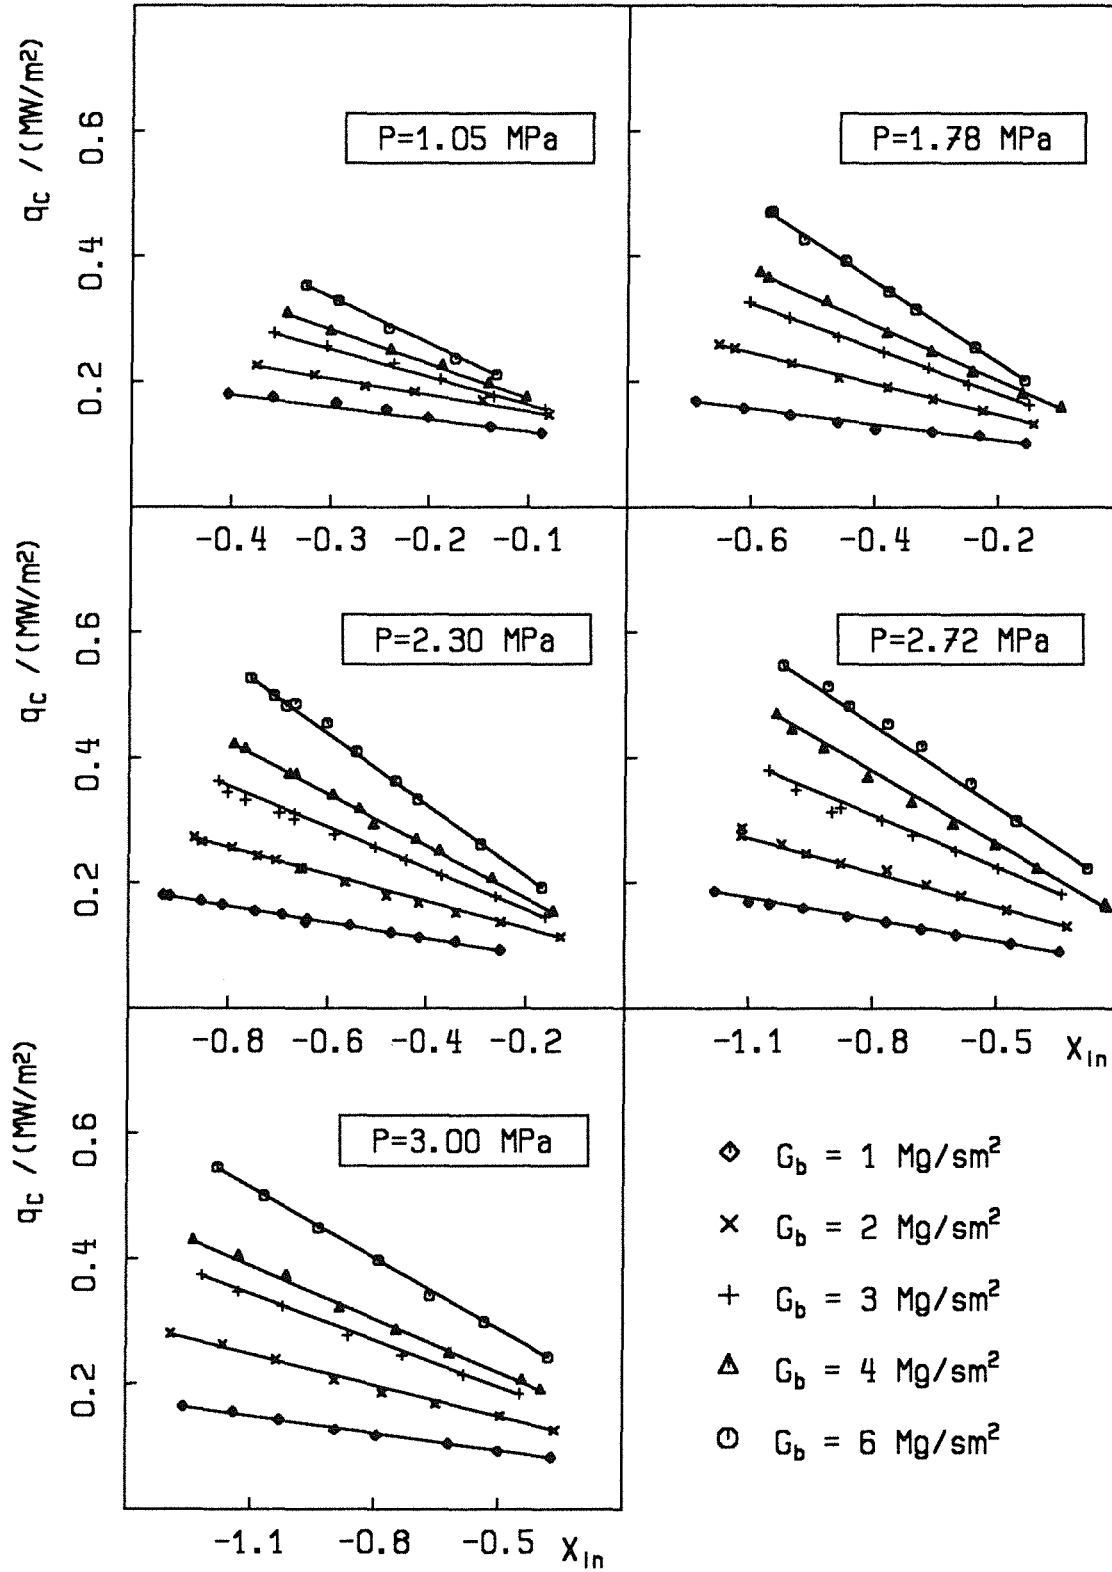 q_c /(MW/m²)
0.6
0.4
0.2
P=1.05 MPa
P=1.78 MPa
-0.4 -0.3 -0.2 -0.1
-0.6 -0.4 -0.2
q_c /(MW/m²)
0.6
0.4
0.2
P=2.30 MPa
P=2.72 MPa
-0.8 -0.6 -0.4 -0.2
-1.1 -0.8 -0.5 X_in
q_c /(MW/m²)
0.6
0.4
0.2
P=3.00 MPa
G_b = 1 Mg/sm²
G_b = 2 Mg/sm²
G_b = 3 Mg/sm²
G_b = 4 Mg/sm²
G_b = 6 Mg/sm²
-1.1 -0.8 -0.5 X_in